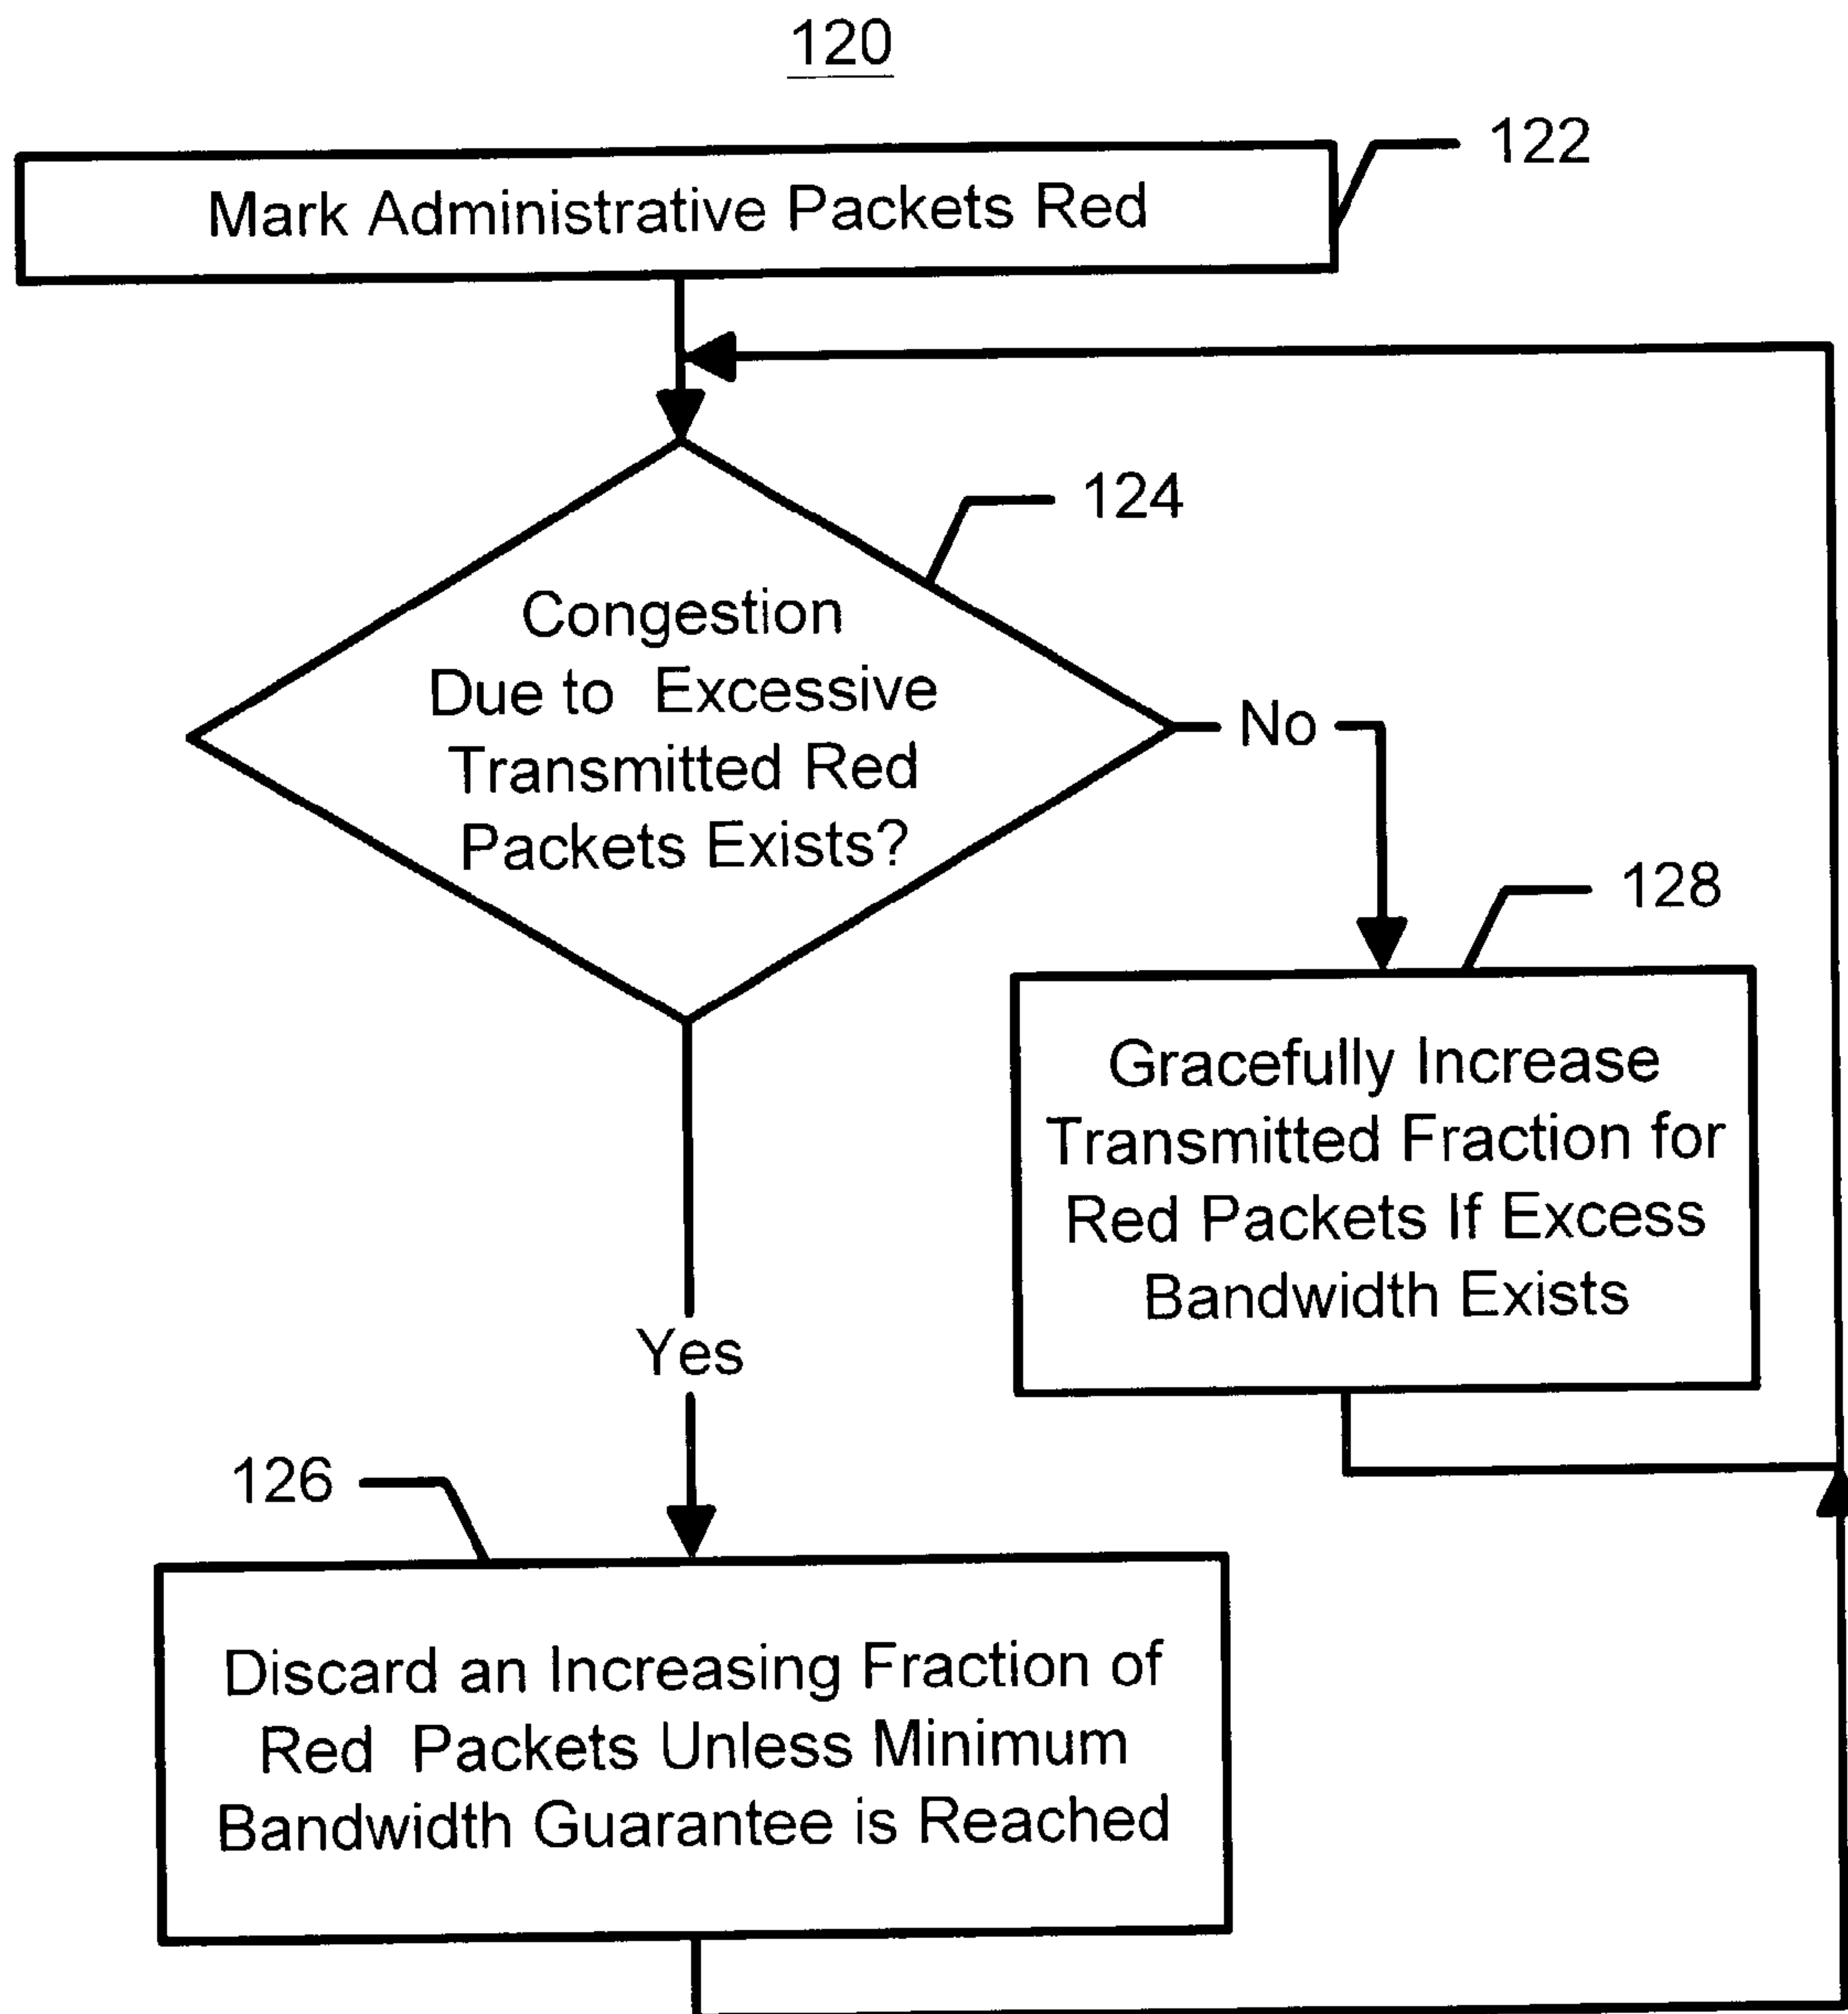 120
122
Mark Administrative Packets Red
124
Congestion
Due to Excessive
Transmitted Red
Packets Exists?
No
128
Gracefully Increase
Transmitted Fraction for
Red Packets If Excess
Bandwidth Exists
Yes
126
Discard an Increasing Fraction of
Red Packets Unless Minimum
Bandwidth Guarantee is Reached